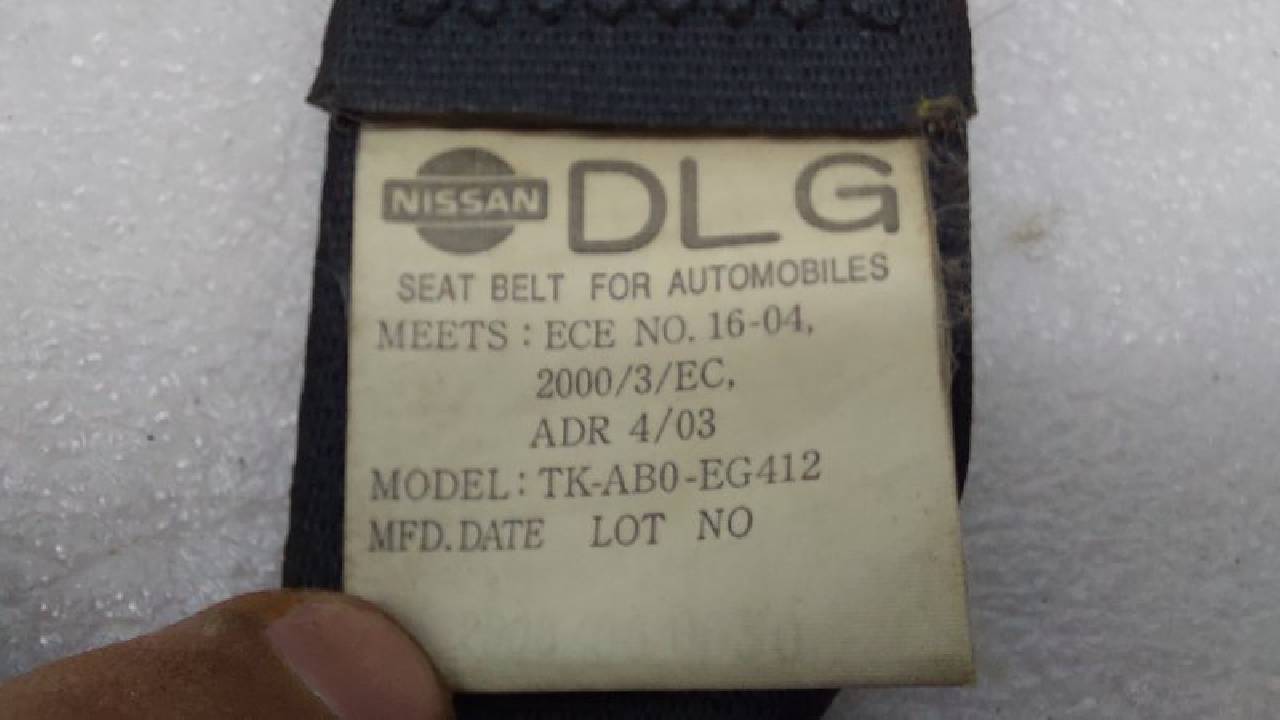 NISSAN DLG
SEAT BELT FOR AUTOMOBILES
MEETS : ECE NO. 16-04,
2000/3/EC,
ADR 4/03
MODEL : TK-AB0-EG412
MFD. DATE LOT NO